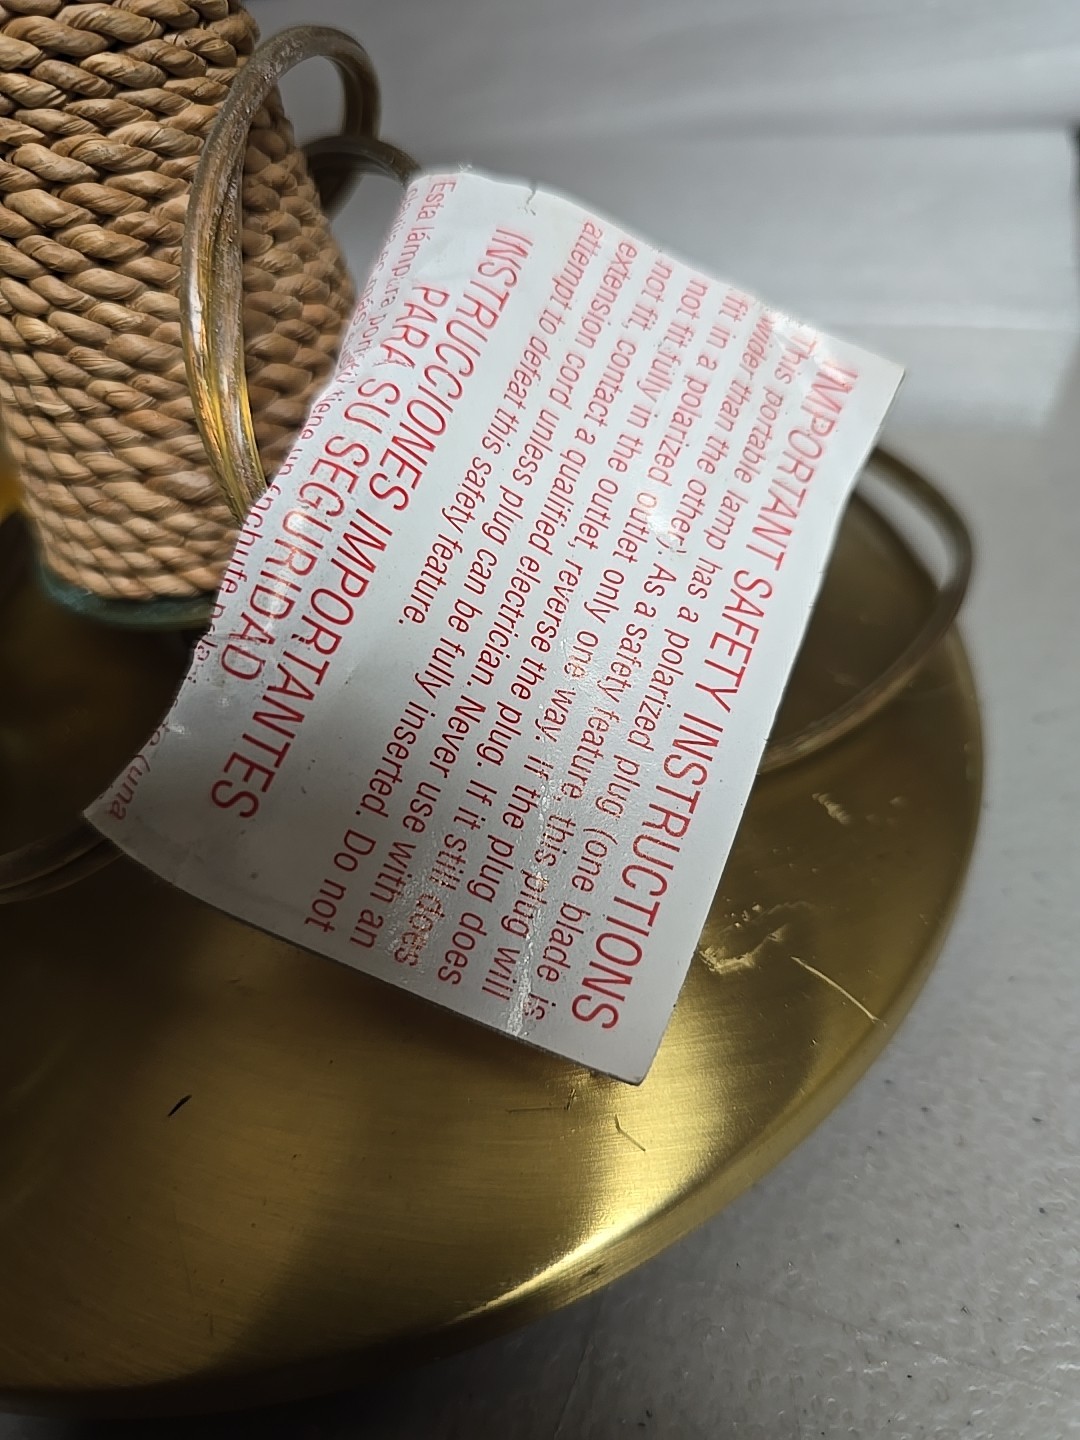 IMPORTANT SAFETY INSTRUCTIONS
This portable lamp has a polarized plug (one blade is
wider than the other). As a safety feature, this plug will
fit in a polarized outlet only one way. If the plug does
not fit fully in the outlet, reverse the plug. If it still does
not fit, contact a qualified electrician. Never use with an
extension cord unless plug can be fully inserted. Do not
attempt to defeat this safety feature.
INSTRUCCIONES IMPORTANTES
PARA SU SEGURIDAD
Esta lámpara tiene un enchufe (una